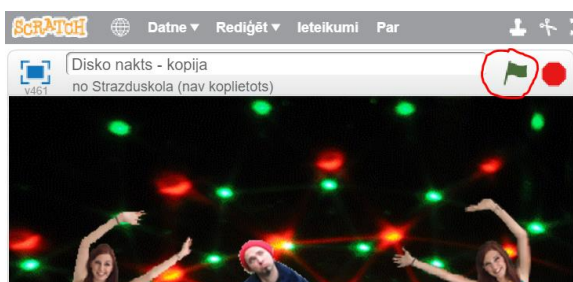 SCRATCH Datne▼ Rediģēt▼ Ieteikumi Par
Disko nakts - kopija
no Strazduskola (nav koplietots)
v461